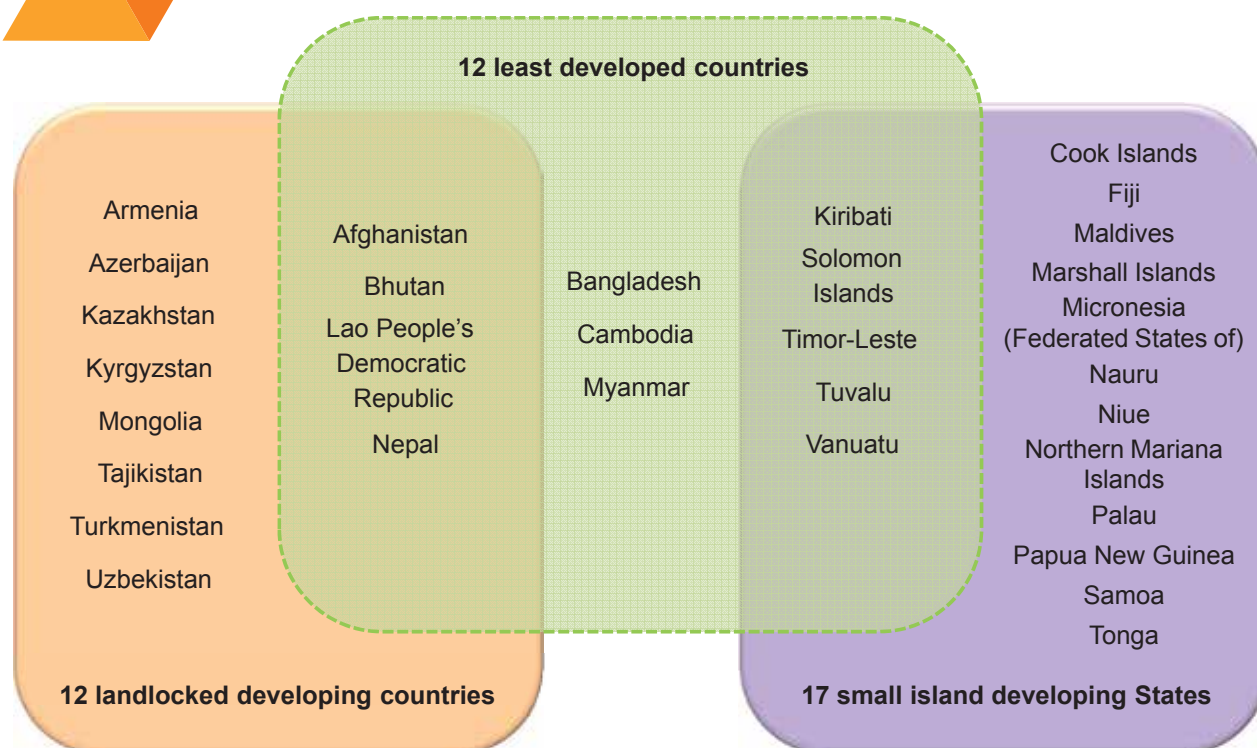 12 least developed countries
Armenia
Azerbaijan
Kazakhstan
Kyrgyzstan
Mongolia
Tajikistan
Turkmenistan
Uzbekistan
Afghanistan
Bhutan
Lao People’s
Democratic
Republic
Nepal
Bangladesh
Cambodia
Myanmar
Kiribati
Solomon
Islands
Timor-Leste
Tuvalu
Vanuatu
Cook Islands
Fiji
Maldives
Marshall Islands
Micronesia
(Federated States of)
Nauru
Niue
Northern Mariana
Islands
Palau
Papua New Guinea
Samoa
Tonga
12 landlocked developing countries
17 small island developing States